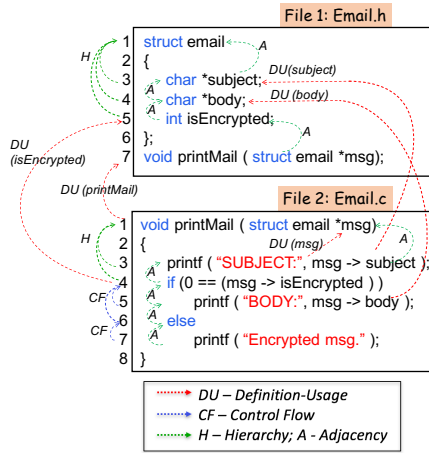 File 1: Email.h
1 struct email
2 {
3 char *subject;
4 char *body;
5 int isEncrypted;
6 };
7 void printMail ( struct email *msg);
H
A
A
A
A
DU(subject)
DU (body)
DU
(isEncrypted)
DU (printMail)
File 2: Email.c
1 void printMail ( struct email *msg)
2 {
3 printf ( “SUBJECT:”, msg -> subject );
4 if (0 == (msg -> isEncrypted ) )
5 printf ( “BODY:”, msg -> body );
6 else
7 printf ( “Encrypted msg.” );
8 }
DU (msg)
H
A
A
A
A
A
CF
CF
DU – Definition-Usage
CF – Control Flow
H – Hierarchy; A - Adjacency